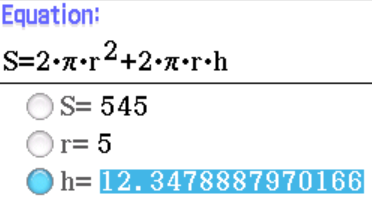 Equation:
S=2·π·r²+2·π·r·h
S= 545
r= 5
h= 12.3478887970166